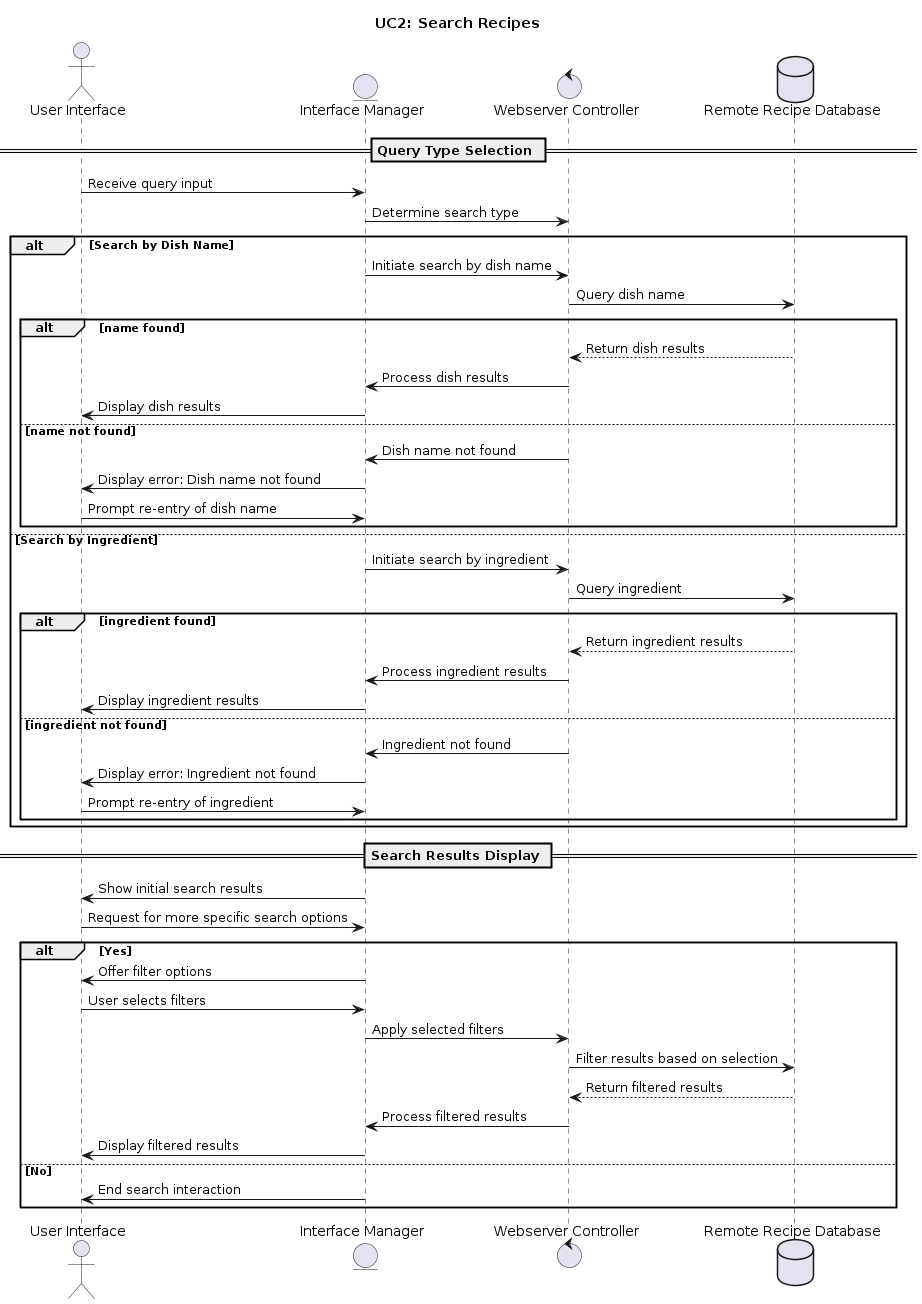 UC2: Search Recipes
User Interface
Interface Manager
Webserver Controller
Remote Recipe Database
Query Type Selection
Receive query input
Determine search type
alt
[Search by Dish Name]
Initiate search by dish name
Query dish name
alt
[name found]
Return dish results
Process dish results
Display dish results
[name not found]
Dish name not found
Display error: Dish name not found
Prompt re-entry of dish name
[Search by Ingredient]
Initiate search by ingredient
Query ingredient
alt
[ingredient found]
Return ingredient results
Process ingredient results
Display ingredient results
[ingredient not found]
Ingredient not found
Display error: Ingredient not found
Prompt re-entry of ingredient
Search Results Display
Show initial search results
Request for more specific search options
alt
[Yes]
Offer filter options
User selects filters
Apply selected filters
Filter results based on selection
Return filtered results
Process filtered results
Display filtered results
[No]
End search interaction
User Interface
Interface Manager
Webserver Controller
Remote Recipe Database